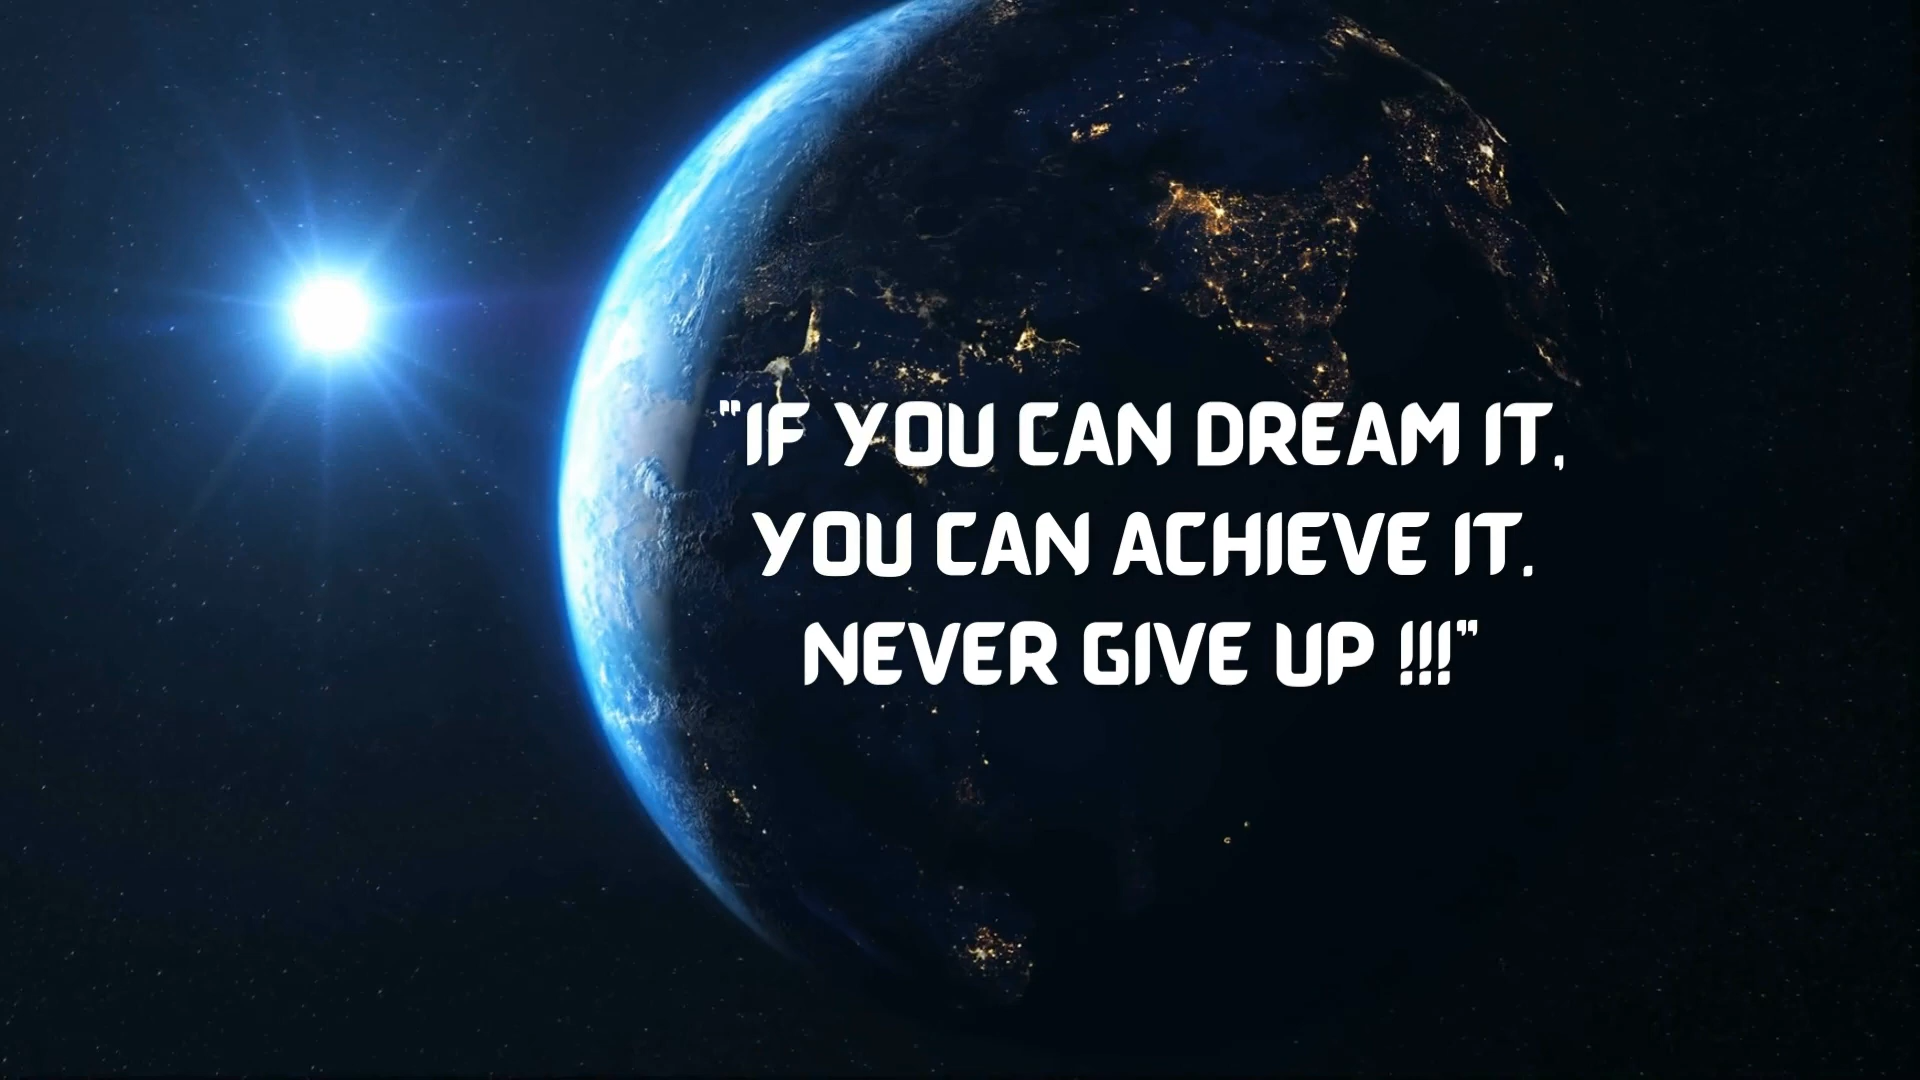 "IF YOU CAN DREAM IT,
YOU CAN ACHIEVE IT.
NEVER GIVE UP !!!"